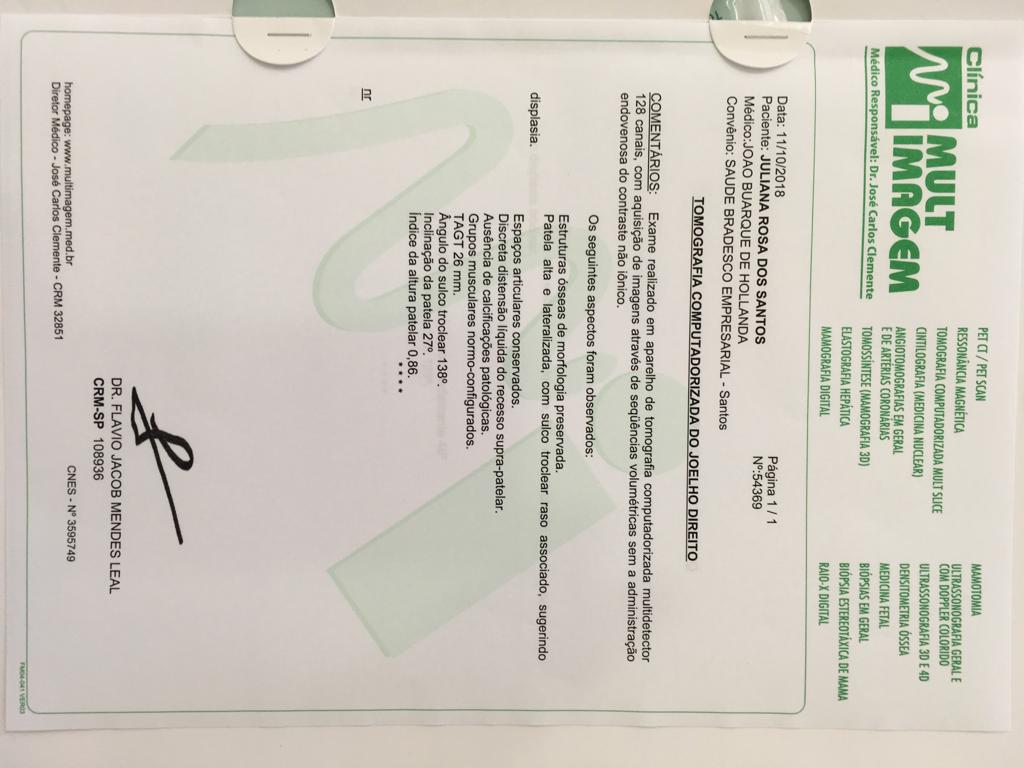 Clínica
MULT
IMAGEM
Médico Responsável: Dr. José Carlos Clemente
PET CT / PET SCAN
RESSONÂNCIA MAGNÉTICA
TOMOGRAFIA COMPUTADORIZADA MULT SLICE
CINTILOGRAFIA (MEDICINA NUCLEAR)
ANGIOTOMOGRAFIAS EM GERAL
E DE ARTÉRIAS CORONÁRIAS
TOMOSSÍNTESE (MAMOGRAFIA 3D)
ELASTOGRAFIA HEPÁTICA
MAMOGRAFIA DIGITAL
MAMOTOMIA
ULTRASSONOGRAFIA GERAL E
COM DOPPLER COLORIDO
ULTRASSONOGRAFIA 3D E 4D
DENSITOMETRIA ÓSSEA
MEDICINA FETAL
BIÓPSIAS EM GERAL
BIÓPSIA ESTEREOTÁXICA DE MAMA
RAIO-X DIGITAL
Data: 11/10/2018 Página 1 / 1
Paciente: JULIANA ROSA DOS SANTOS Nº:54369
Médico:JOAO BUARQUE DE HOLLANDA
Convênio: SAUDE BRADESCO EMPRESARIAL - Santos
TOMOGRAFIA COMPUTADORIZADA DO JOELHO DIREITO
COMENTÁRIOS: Exame realizado em aparelho de tomografia computadorizada multidetector
128 canais, com aquisição de imagens através de seqüências volumétricas sem a administração
endovenosa do contraste não iônico.
Os seguintes aspectos foram observados:
Estruturas ósseas de morfologia preservada.
Patela alta e lateralizada, com sulco troclear raso associado, sugerindo
displasia.
Espaços articulares conservados.
Discreta distensão líquida do recesso supra-patelar.
Ausência de calcificações patológicas.
Grupos musculares normo-configurados.
TAGT 26 mm.
Ângulo do sulco troclear 138º.
Inclinação da patela 27º.
Índice da altura patelar 0,86.
* * * *
nr
DR. FLAVIO JACOB MENDES LEAL
CRM-SP 108936
homepage: www.multimagem.med.br
Diretor Médico - José Carlos Clemente - CRM 32851
CNES - Nº 3595749
FM04-041 VER03